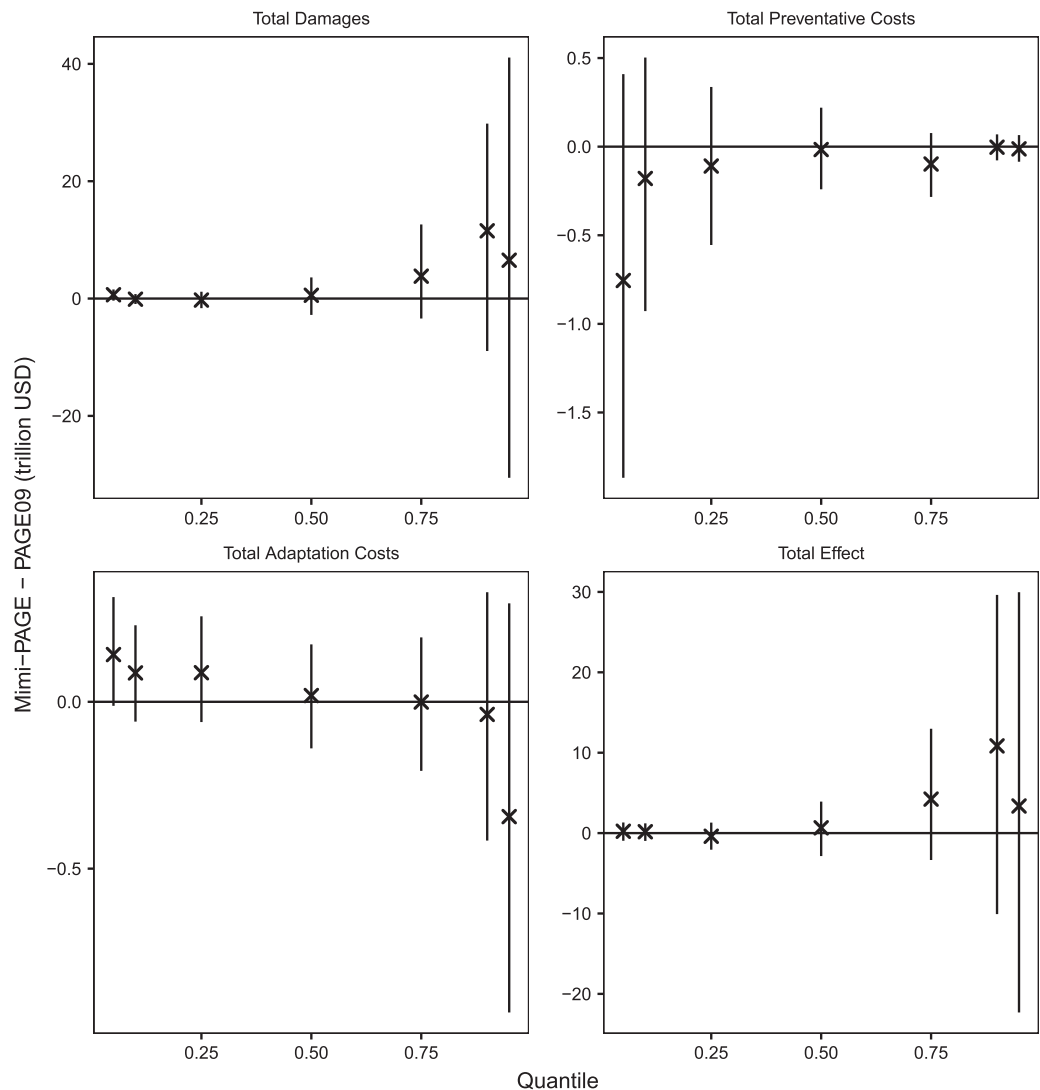 Total Damages
Total Preventative Costs
40
20
0
−20
0.5
0.0
−0.5
−1.0
−1.5
0.25 0.50 0.75
0.25 0.50 0.75
Mimi−PAGE − PAGE09 (trillion USD)
Total Adaptation Costs
Total Effect
0.0
−0.5
30
20
10
0
−10
−20
0.25 0.50 0.75
0.25 0.50 0.75
Quantile